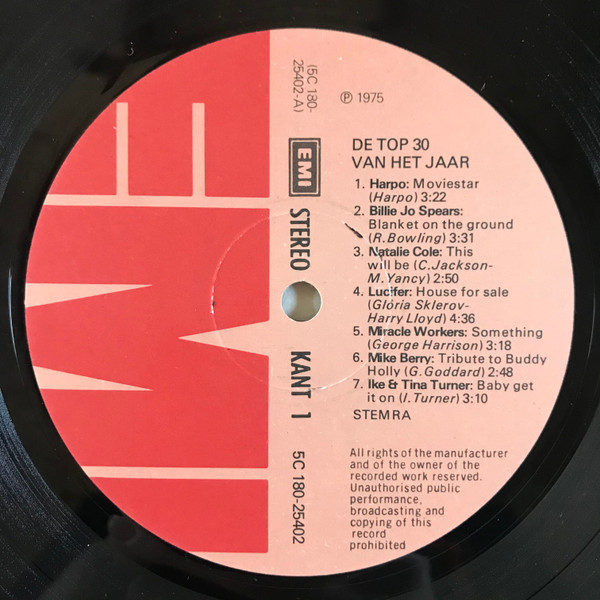 (5C 180-
25402-A)
℗ 1975
EMI
STEREO
KANT 1
5C 180-25402
DE TOP 30
VAN HET JAAR
1. Harpo: Moviestar
(Harpo) 3:22
2. Billie Jo Spears:
Blanket on the ground
(R.Bowling) 3:31
3. Natalie Cole: This
will be (C.Jackson-
M.Yancy) 2:50
4. Lucifer: House for sale
(Glória Sklerov-
Harry Lloyd) 4:36
5. Miracle Workers: Something
(George Harrison) 3:18
6. Mike Berry: Tribute to Buddy
Holly (G.Goddard) 2:48
7. Ike & Tina Turner: Baby get
it on (I.Turner) 3:10
STEMRA
All rights of the manufacturer
and of the owner of the
recorded work reserved.
Unauthorised public
performance,
broadcasting and
copying of this
record
prohibited
EMI